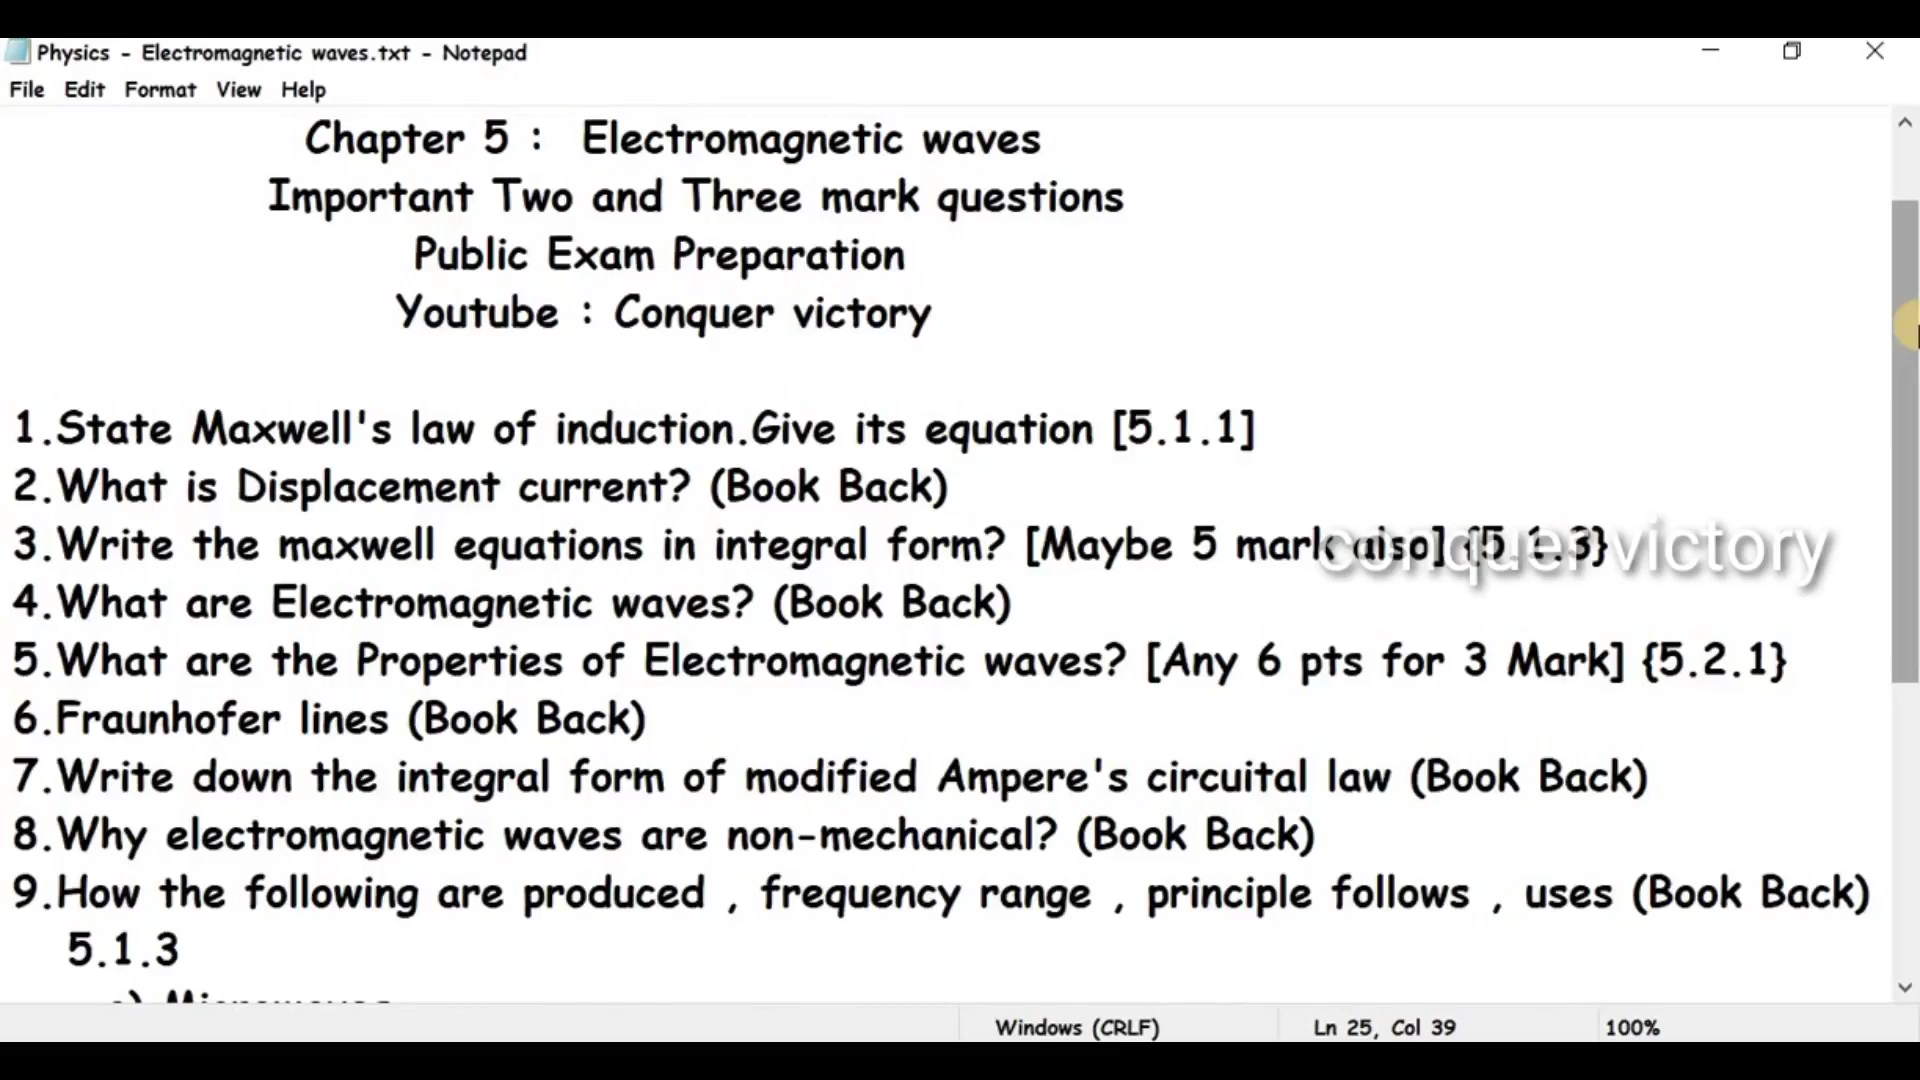 Physics - Electromagnetic waves.txt - Notepad
File Edit Format View Help
Chapter 5 : Electromagnetic waves
Important Two and Three mark questions
Public Exam Preparation
Youtube : Conquer victory
1.State Maxwell's law of induction.Give its equation [5.1.1]
2.What is Displacement current? (Book Back)
3.Write the maxwell equations in integral form? [Maybe 5 mark also] {5.1.3}
conquer victory
4.What are Electromagnetic waves? (Book Back)
5.What are the Properties of Electromagnetic waves? [Any 6 pts for 3 Mark] {5.2.1}
6.Fraunhofer lines (Book Back)
7.Write down the integral form of modified Ampere's circuital law (Book Back)
8.Why electromagnetic waves are non-mechanical? (Book Back)
9.How the following are produced , frequency range , principle follows , uses (Book Back)
5.1.3
Windows (CRLF) Ln 25, Col 39 100%